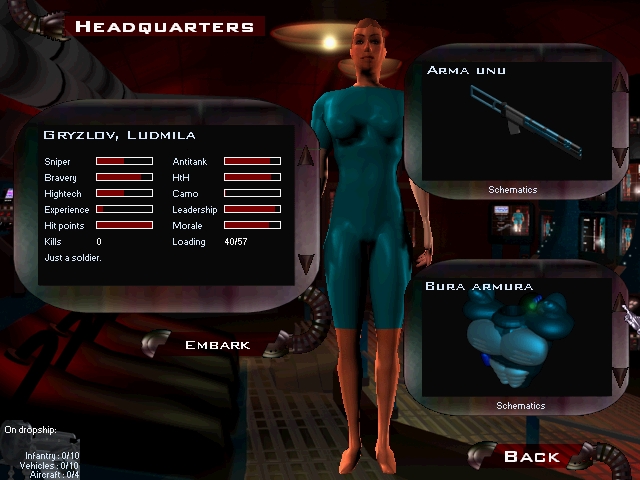 HEADQUARTERS
GRYZLOV, LUDMILA
Sniper
Antitank
Bravery
HtH
Hightech
Camo
Experience
Leadership
Hit points
Morale
Kills 0
Loading 40/57
Just a soldier.
EMBARK
ARMA UNU
Schematics
BURA ARMURA
Schematics
On dropship:
Infantry : 0/10
Vehicles : 0/10
Aircraft : 0/4
BACK